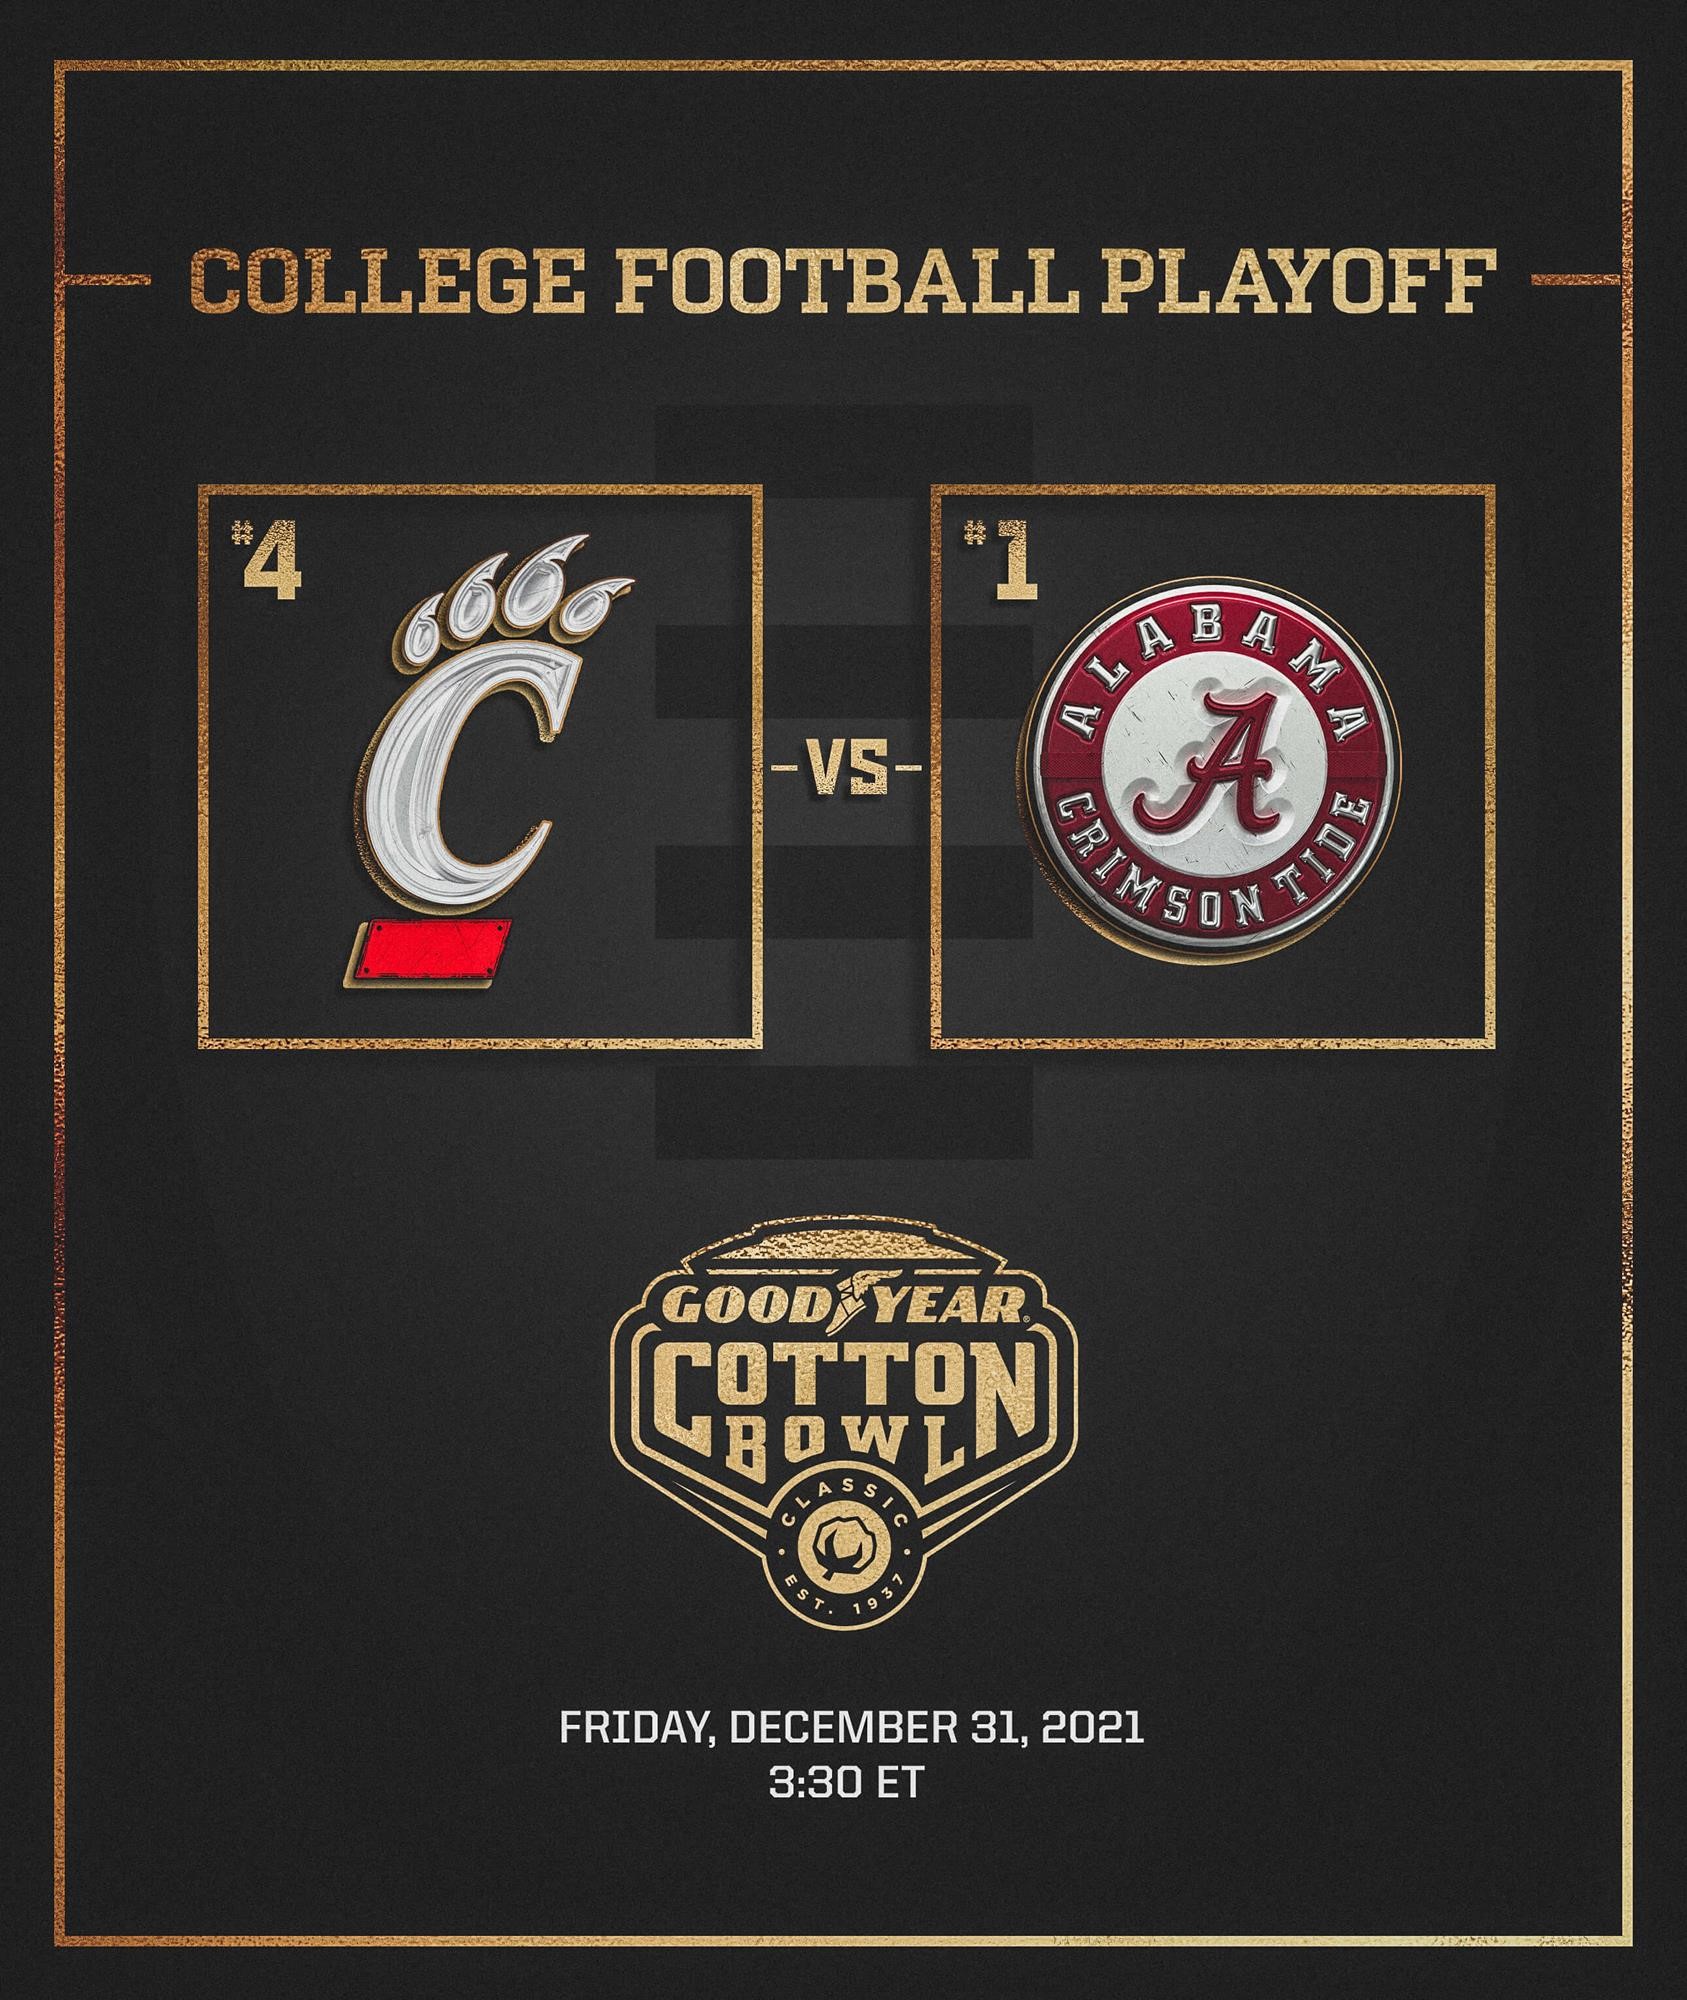 COLLEGE FOOTBALL PLAYOFF
#4
C
-VS-
#1
ALABAMA
A
CRIMSON TIDE
GOODYEAR®
COTTON
BOWL
CLASSIC
EST. 1937
FRIDAY, DECEMBER 31, 2021
3:30 ET